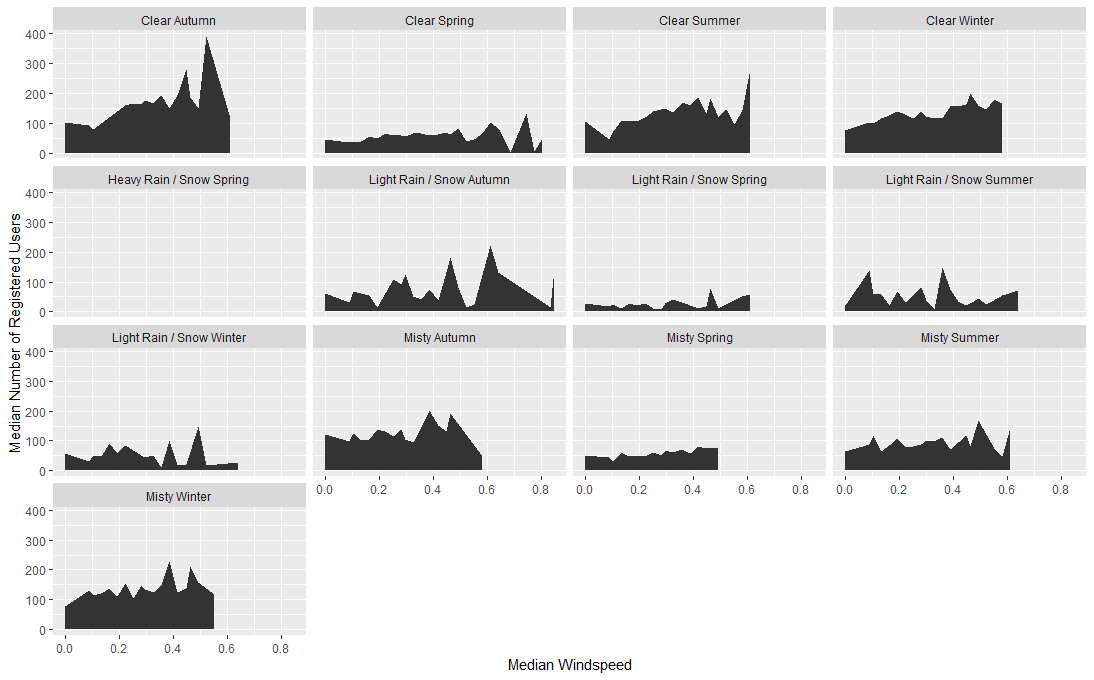 Clear Autumn Clear Spring Clear Summer Clear Winter
400
300
200
100
0
Heavy Rain / Snow Spring Light Rain / Snow Autumn Light Rain / Snow Spring Light Rain / Snow Summer
400
300
200
100
0
Median Number of Registered Users
Light Rain / Snow Winter Misty Autumn Misty Spring Misty Summer
400
300
200
100
0
0.0 0.2 0.4 0.6 0.8 0.0 0.2 0.4 0.6 0.8 0.0 0.2 0.4 0.6 0.8
Misty Winter
400
300
200
100
0
0.0 0.2 0.4 0.6 0.8
Median Windspeed